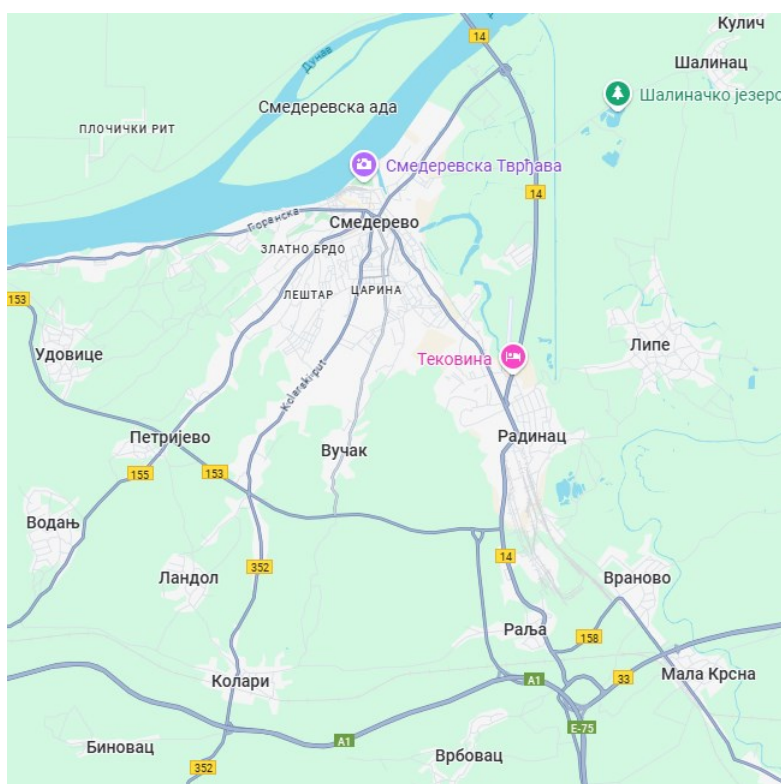 Кулич
14
Шалинац
Дунав
Шалиначко језеро
Смедеревска ада
ПЛОЧИЧКИ РИТ
Смедеревска Тврђава
14
Горанска
Смедерево
ЗЛАТНО БРДО
ЛЕШТАР
ЦАРИНА
153
Удовице
Липе
Тековина
Kolarski put
Петријево
Вучак
Радинац
155
153
Водањ
14
352
Ландол
Враново
Раља
158
Колари
A1
33
Мала Крсна
E-75
Биновац
A1
Врбовац
352